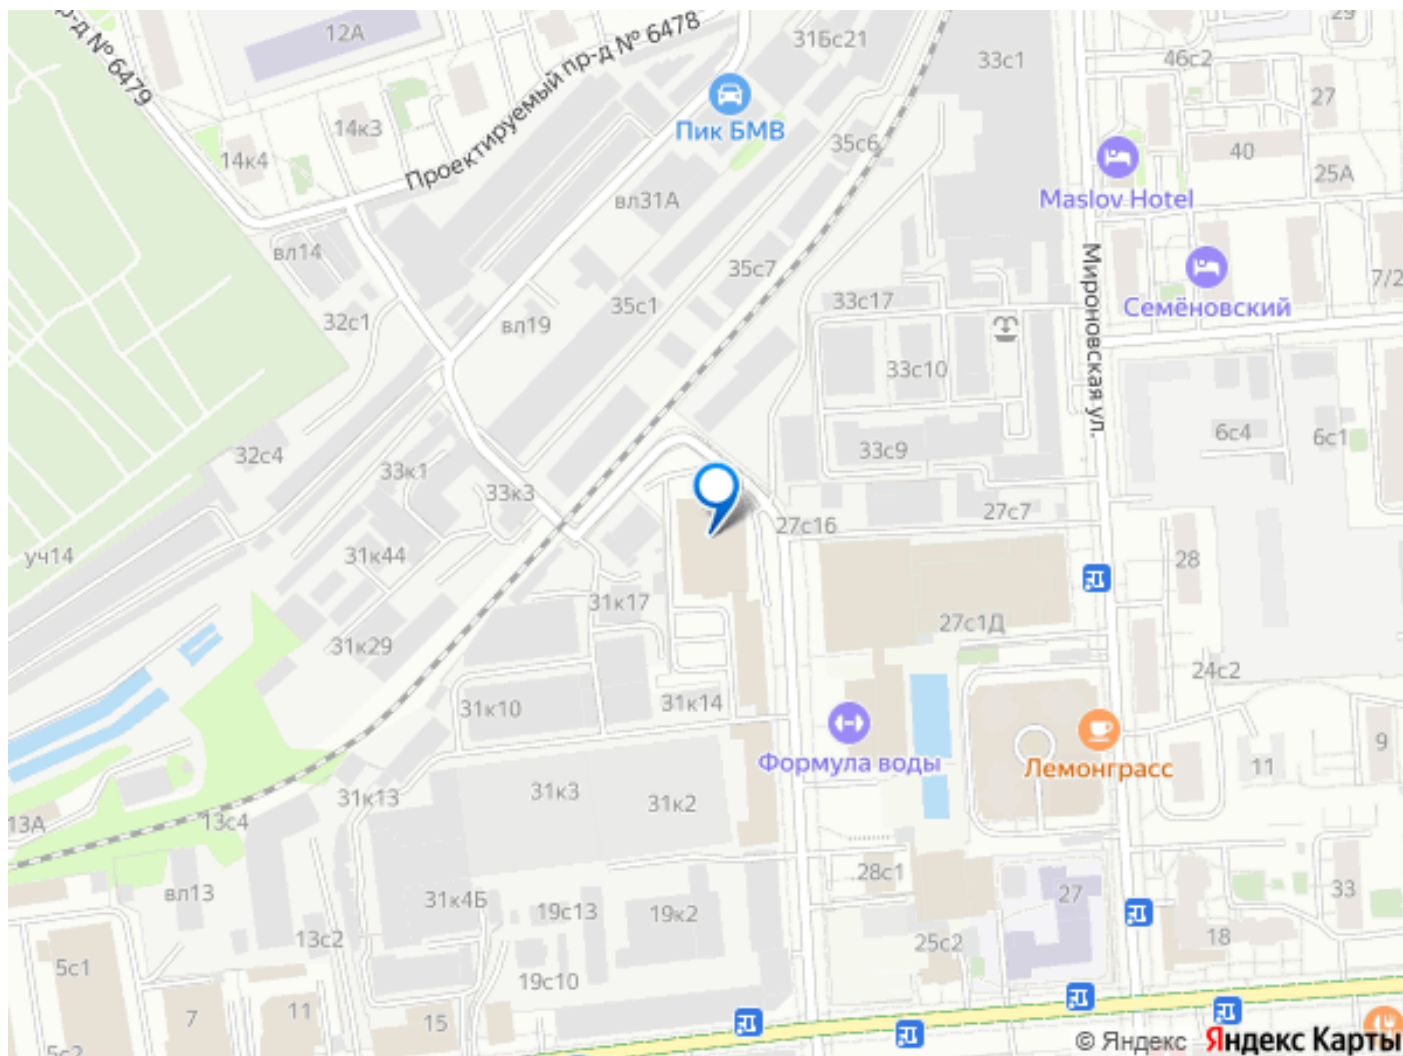 12А
31Бс21
33с1
46с2
29
р-д № 6479
Проектируемый пр-д № 6478
Пик БМВ
27
14к3
35с6
40
14к4
25А
Maslov Hotel
вл31А
вл14
35с7
33с17
Мироновская ул.
Семёновский
7/2
32с1
вл19
35с1
33с10
32с4
33к1
33с9
6с4
6с1
33к3
27с16
27с7
уч14
31к44
28
31к17
27с1Д
31к29
24с2
31к10
31к14
Формула воды
Лемонграсс
11
9
31к13
31к3
31к2
13А
13с4
28с1
вл13
31к4Б
19с13
19к2
27
33
13с2
25с2
18
5с1
19с10
7
11
15
5с2
© Яндекс Яндекс Карты